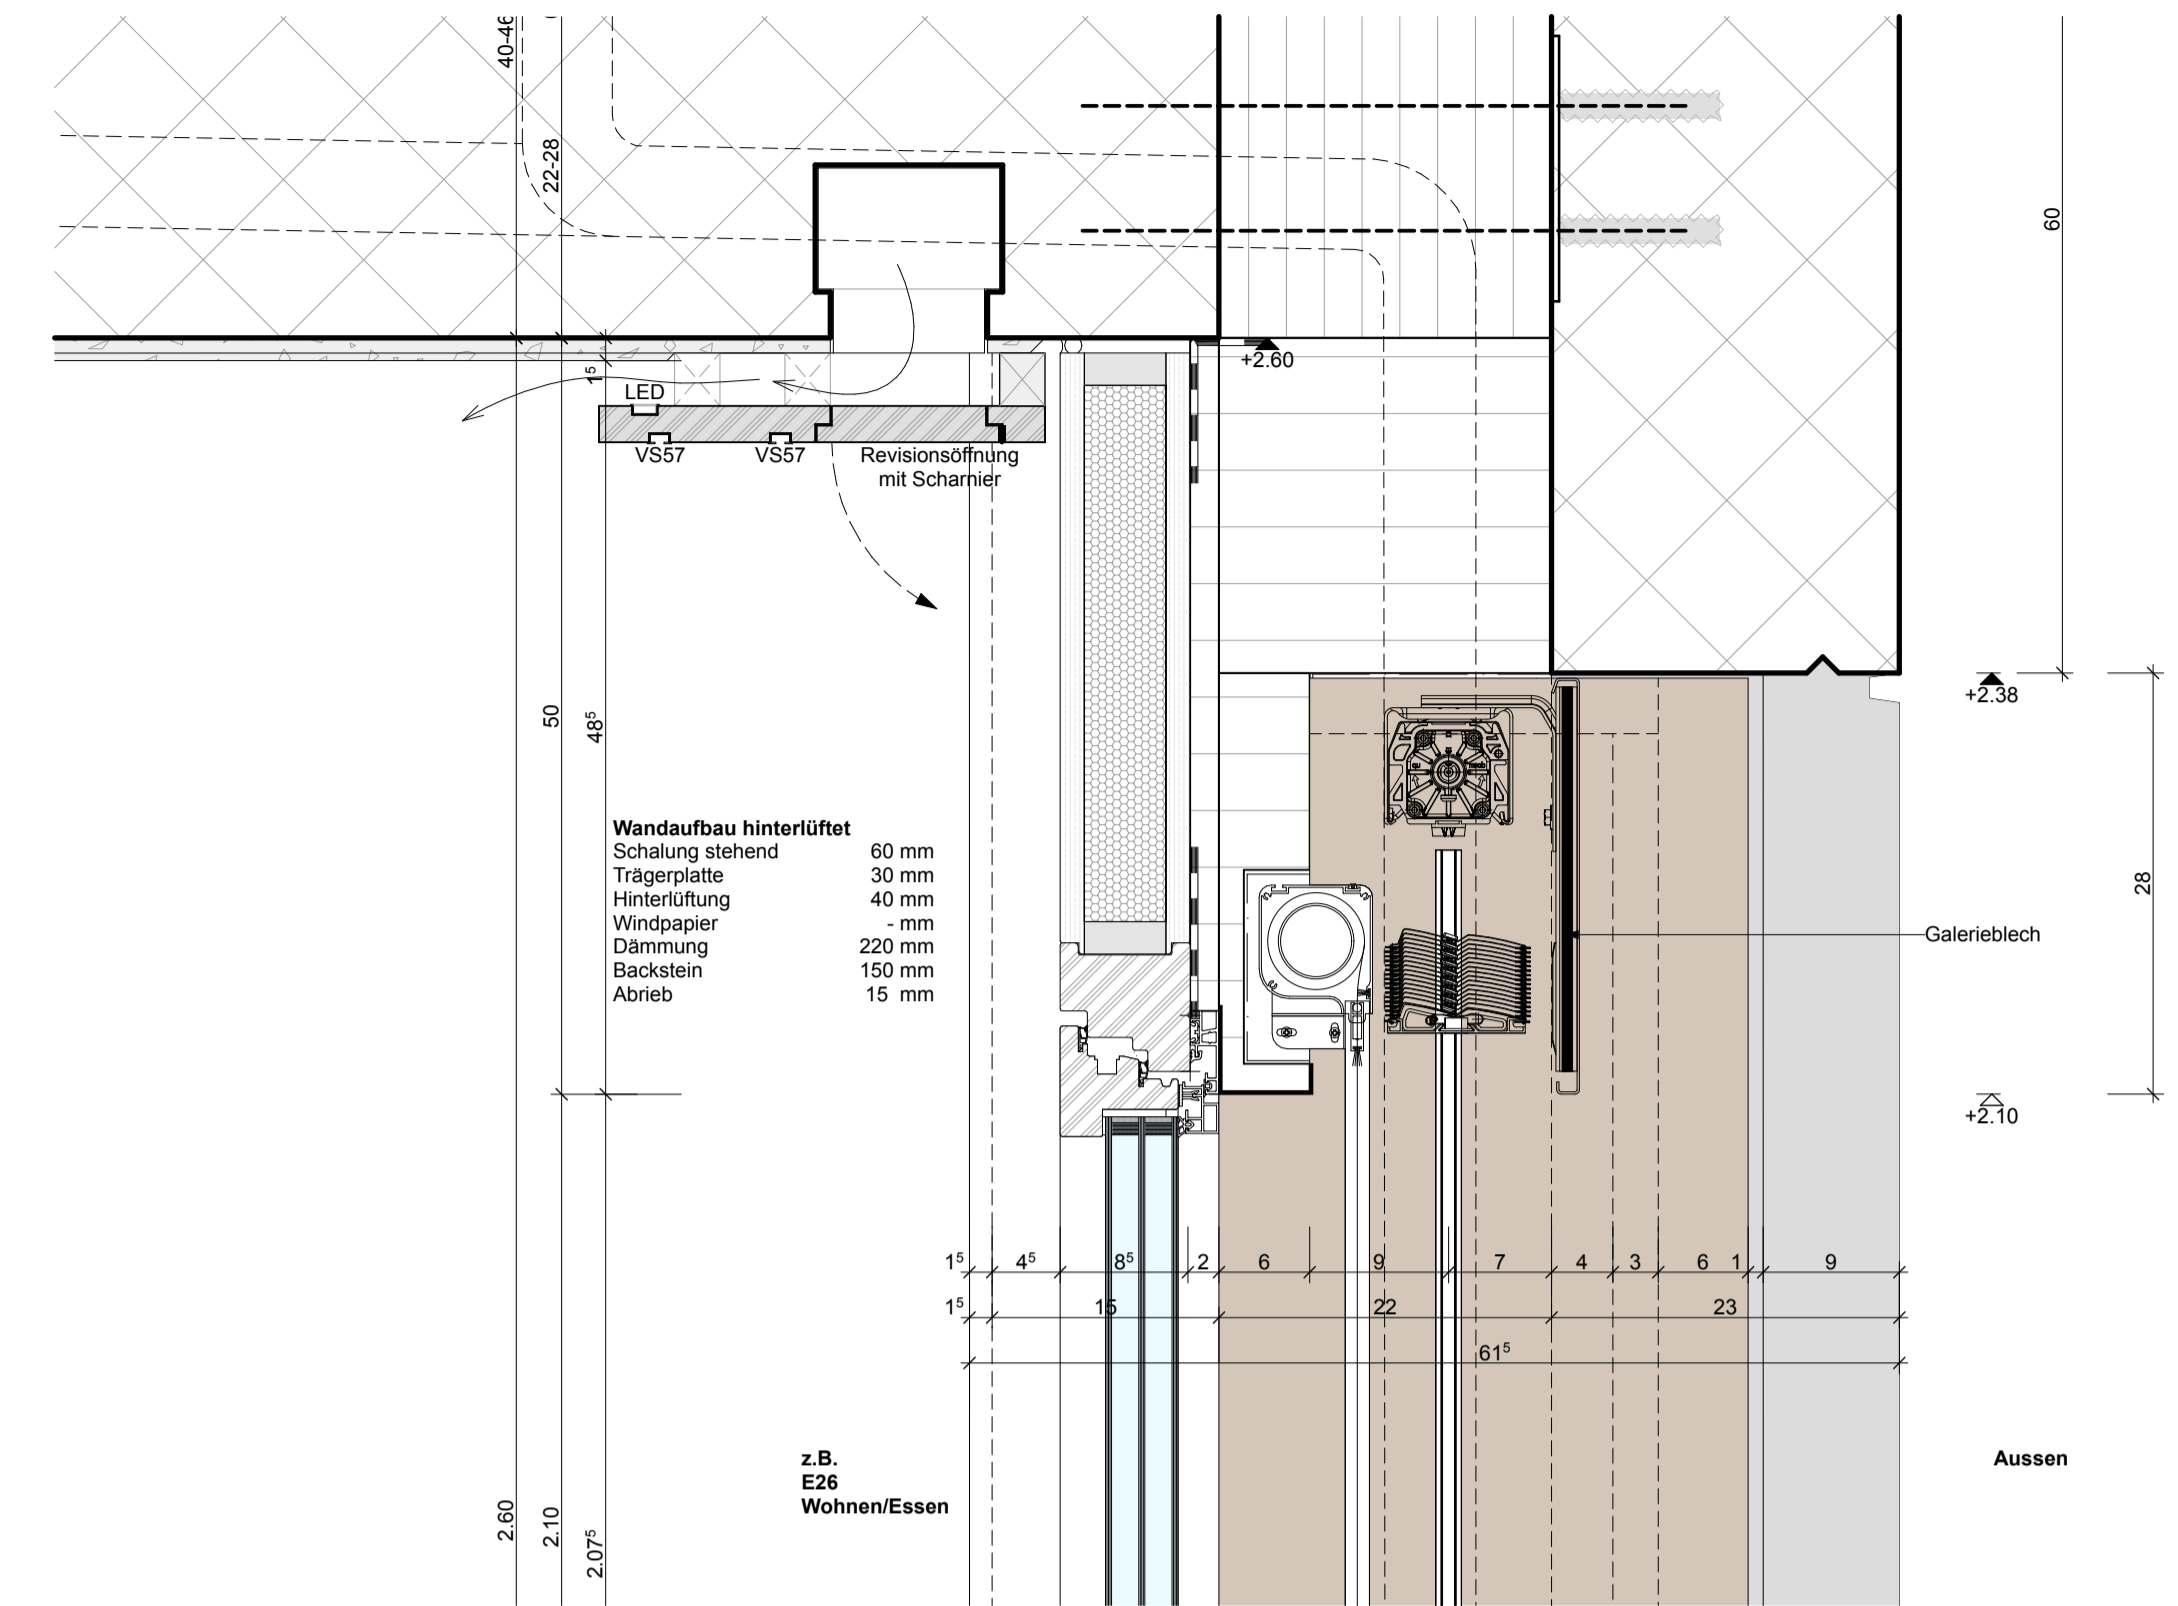 40-46
22-28
60
+2.60
1⁵
LED
VS57
VS57
Revisionsöffnung
mit Scharnier
+2.38
50
48⁵
Wandaufbau hinterlüftet
Schalung stehend 60 mm
Trägerplatte 30 mm
Hinterlüftung 40 mm
Windpapier - mm
Dämmung 220 mm
Backstein 150 mm
Abrieb 15 mm
28
Galerieblech
+2.10
1⁵ 4⁵ 8⁵ 2 6 9 7 4 3 6 1 9
1⁵ 15 22 23
61⁵
z.B.
E26
Wohnen/Essen
Aussen
2.60
2.10
2.07⁵